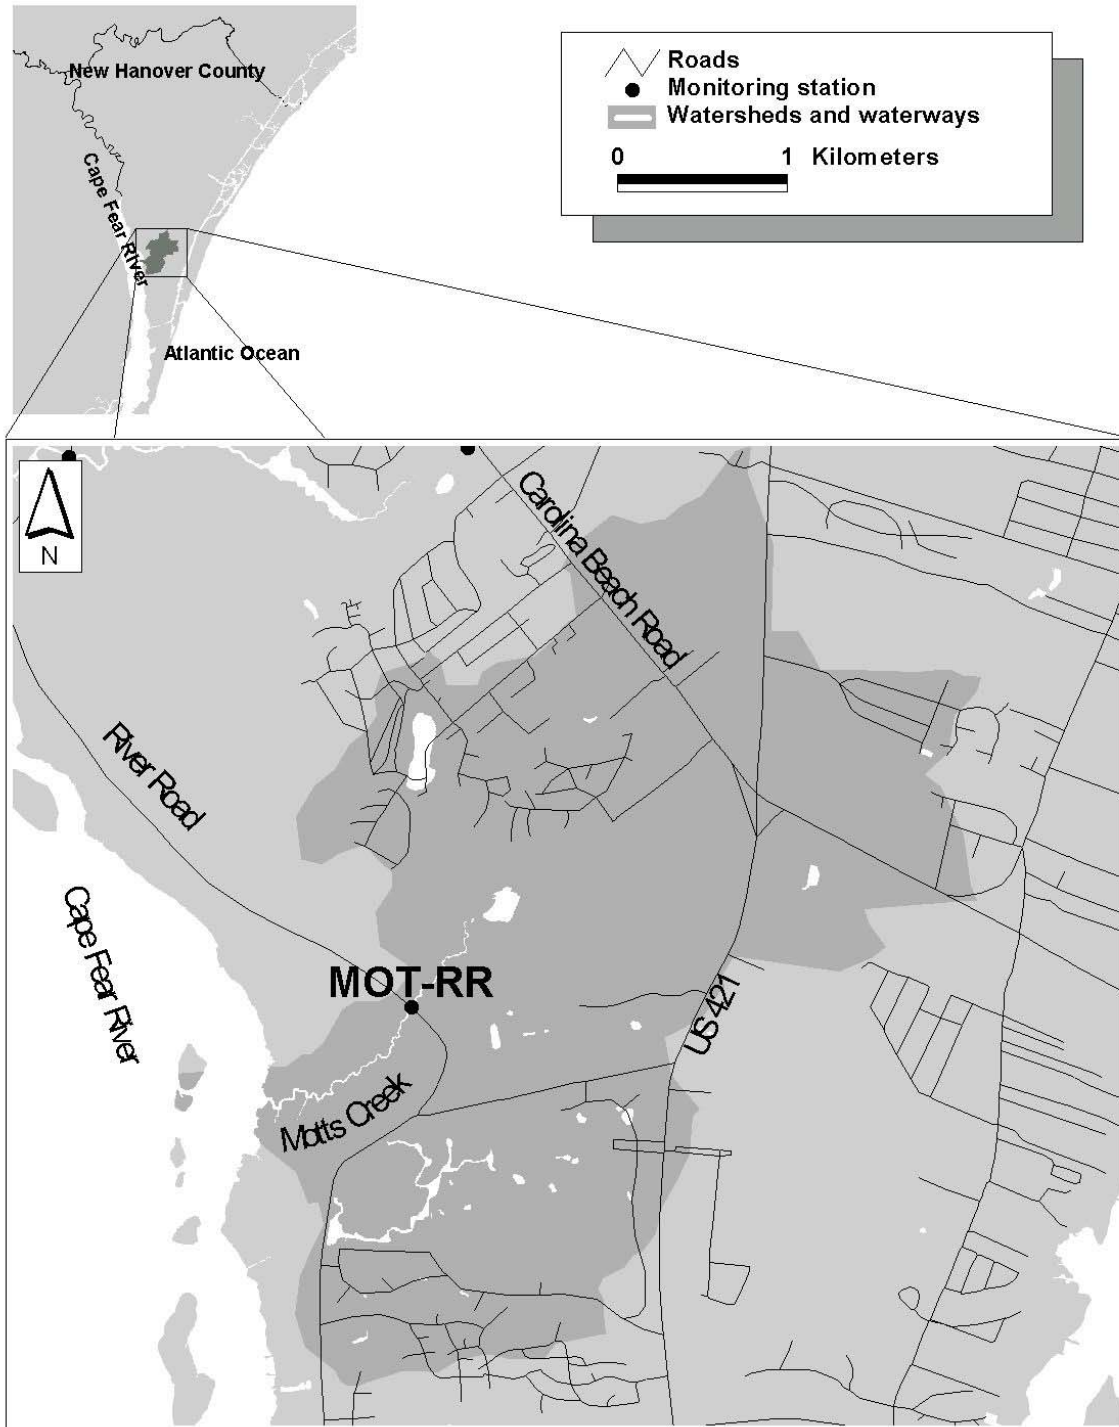 New Hanover County
Cape Fear River
Atlantic Ocean
Roads
Monitoring station
Watersheds and waterways
0 1 Kilometers
N
Carolina Beach Road
River Road
Cape Fear River
MOT-RR
US 421
Motts Creek